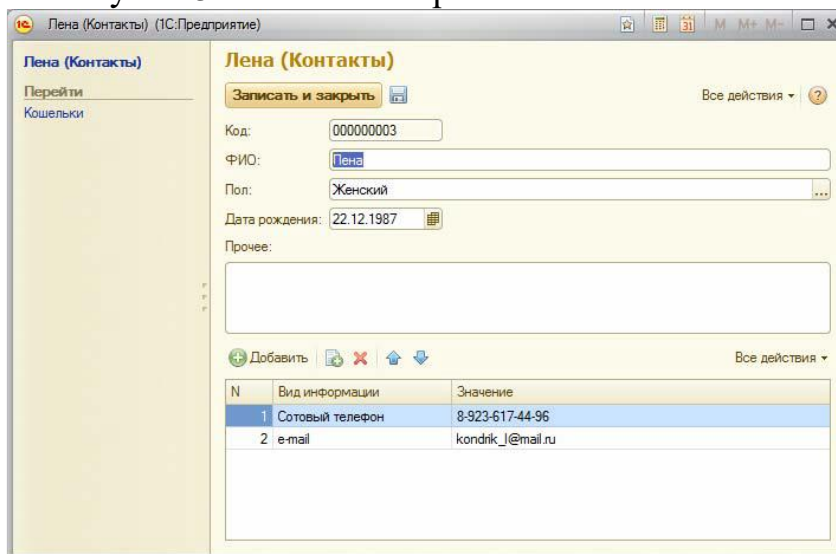 Лена (Контакты) (1С:Предприятие)
M M+ M-
Лена (Контакты)
Перейти
Кошельки
Лена (Контакты)
Записать и закрыть
Все действия
Код: 000000003
ФИО: Лена
Пол: Женский ...
Дата рождения: 22.12.1987
Прочее:
Добавить
Все действия
N Вид информации Значение
1 Сотовый телефон 8-923-617-44-96
2 e-mail kondrik_l@mail.ru